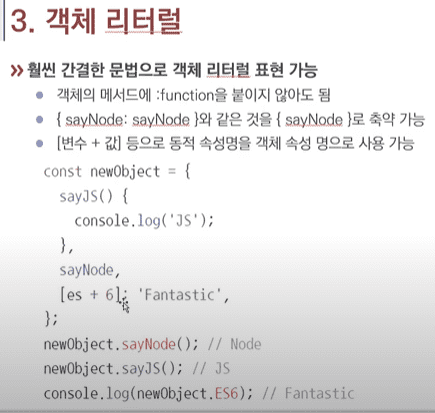 3. 객체 리터럴
» 훨씬 간결한 문법으로 객체 리터럴 표현 가능
● 객체의 메서드에 :function을 붙이지 않아도 됨
● { sayNode: sayNode }와 같은 것을 { sayNode }로 축약 가능
● [변수 + 값] 등으로 동적 속성명을 객체 속성 명으로 사용 가능
const newObject = {
sayJS() {
console.log('JS');
},
sayNode,
[es + 6]: 'Fantastic',
};
newObject.sayNode(); // Node
newObject.sayJS(); // JS
console.log(newObject.ES6); // Fantastic